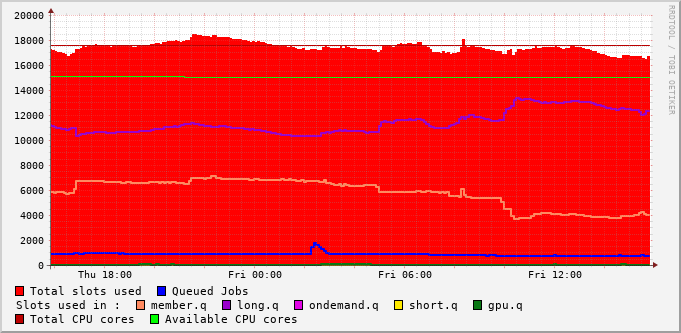 20000
18000
16000
14000
12000
10000
8000
6000
4000
2000
0
Thu 18:00 Fri 00:00 Fri 06:00 Fri 12:00
RRDTOOL / TOBI OETIKER
Total slots used Queued Jobs
Slots used in : member.q long.q ondemand.q short.q gpu.q
Total CPU cores Available CPU cores